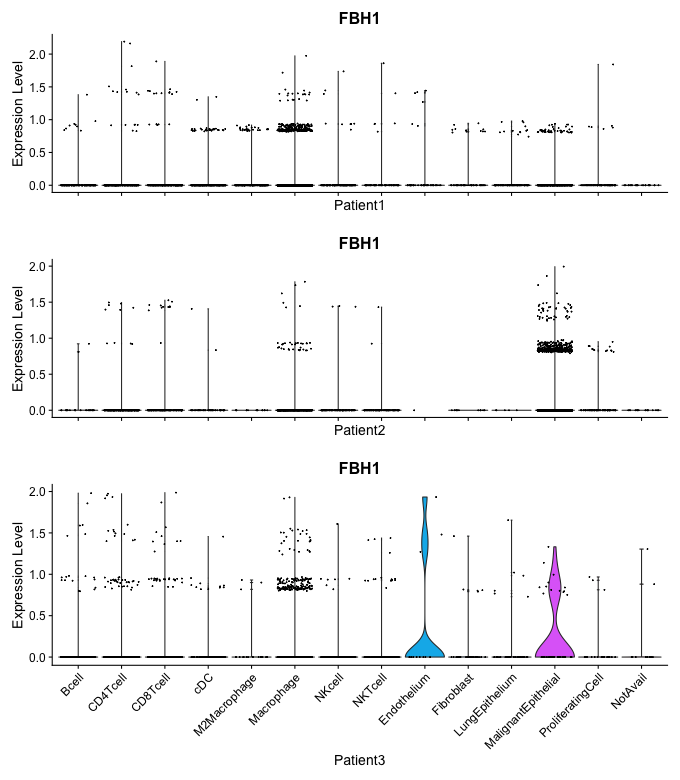 FBH1
Expression Level
2.0
1.5
1.0
0.5
0.0
Patient1
FBH1
Expression Level
2.0
1.5
1.0
0.5
0.0
Patient2
FBH1
Expression Level
2.0
1.5
1.0
0.5
0.0
Bcell
CD4Tcell
CD8Tcell
cDC
M2Macrophage
Macrophage
NKcell
NKTcell
Endothelium
Fibroblast
LungEpithelium
MalignantEpithelial
ProliferatingCell
NotAvail
Patient3